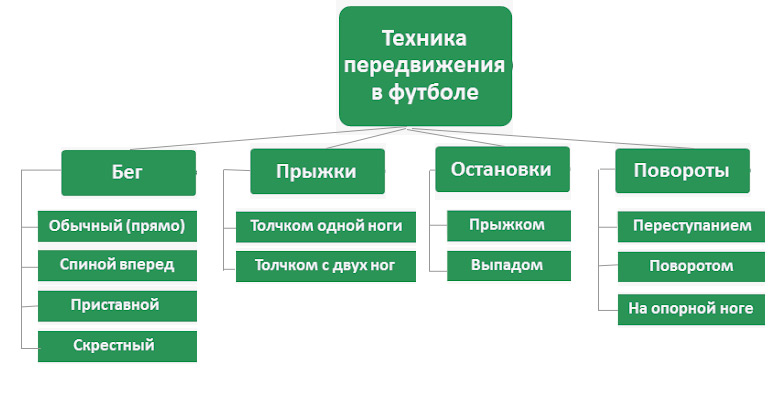 Техника
передвижения
в футболе
Бег
Обычный (прямо)
Спиной вперед
Приставной
Скрестный
Прыжки
Толчком одной ноги
Толчком с двух ног
Остановки
Прыжком
Выпадом
Повороты
Переступанием
Поворотом
На опорной ноге